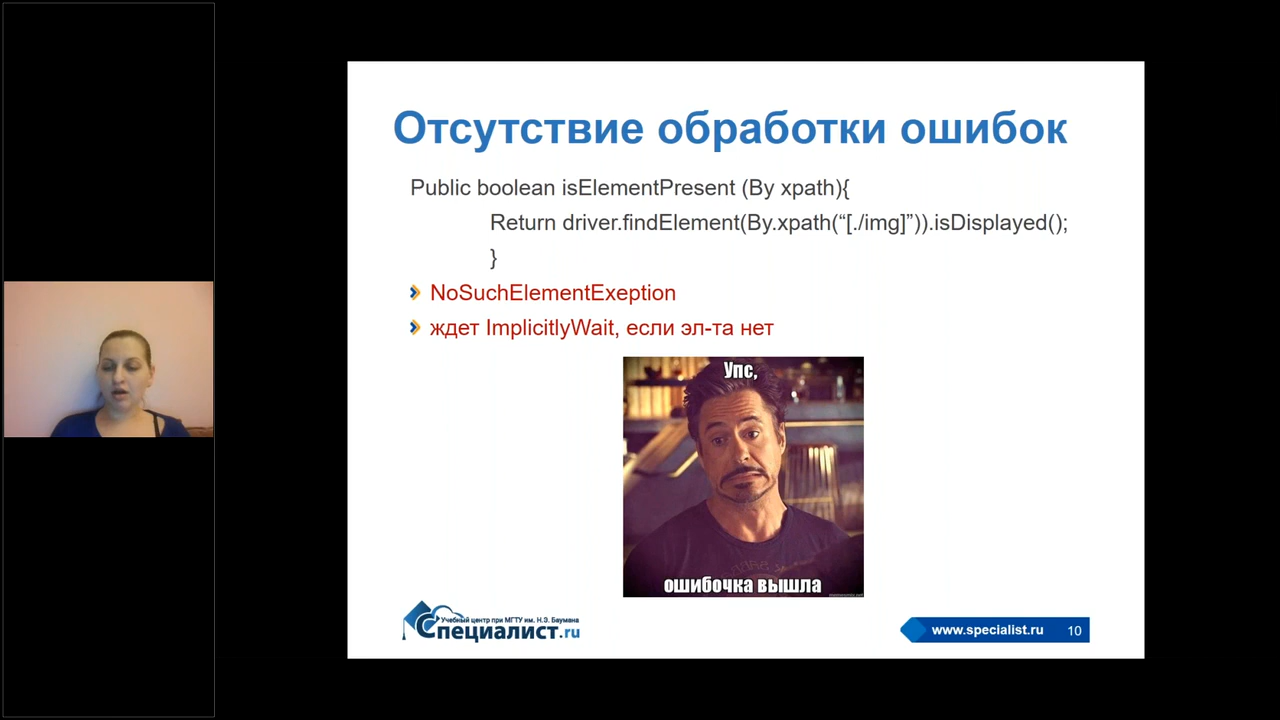 Отсутствие обработки ошибок
Public boolean isElementPresent (By xpath){
Return driver.findElement(By.xpath(“[./img]”)).isDisplayed();
}
NoSuchElementExeption
ждет ImplicitlyWait, если эл-та нет
Упс,
ошибочка вышла
Учебный центр при МГТУ им. Н.Э. Баумана
Специалист.ru
www.specialist.ru 10